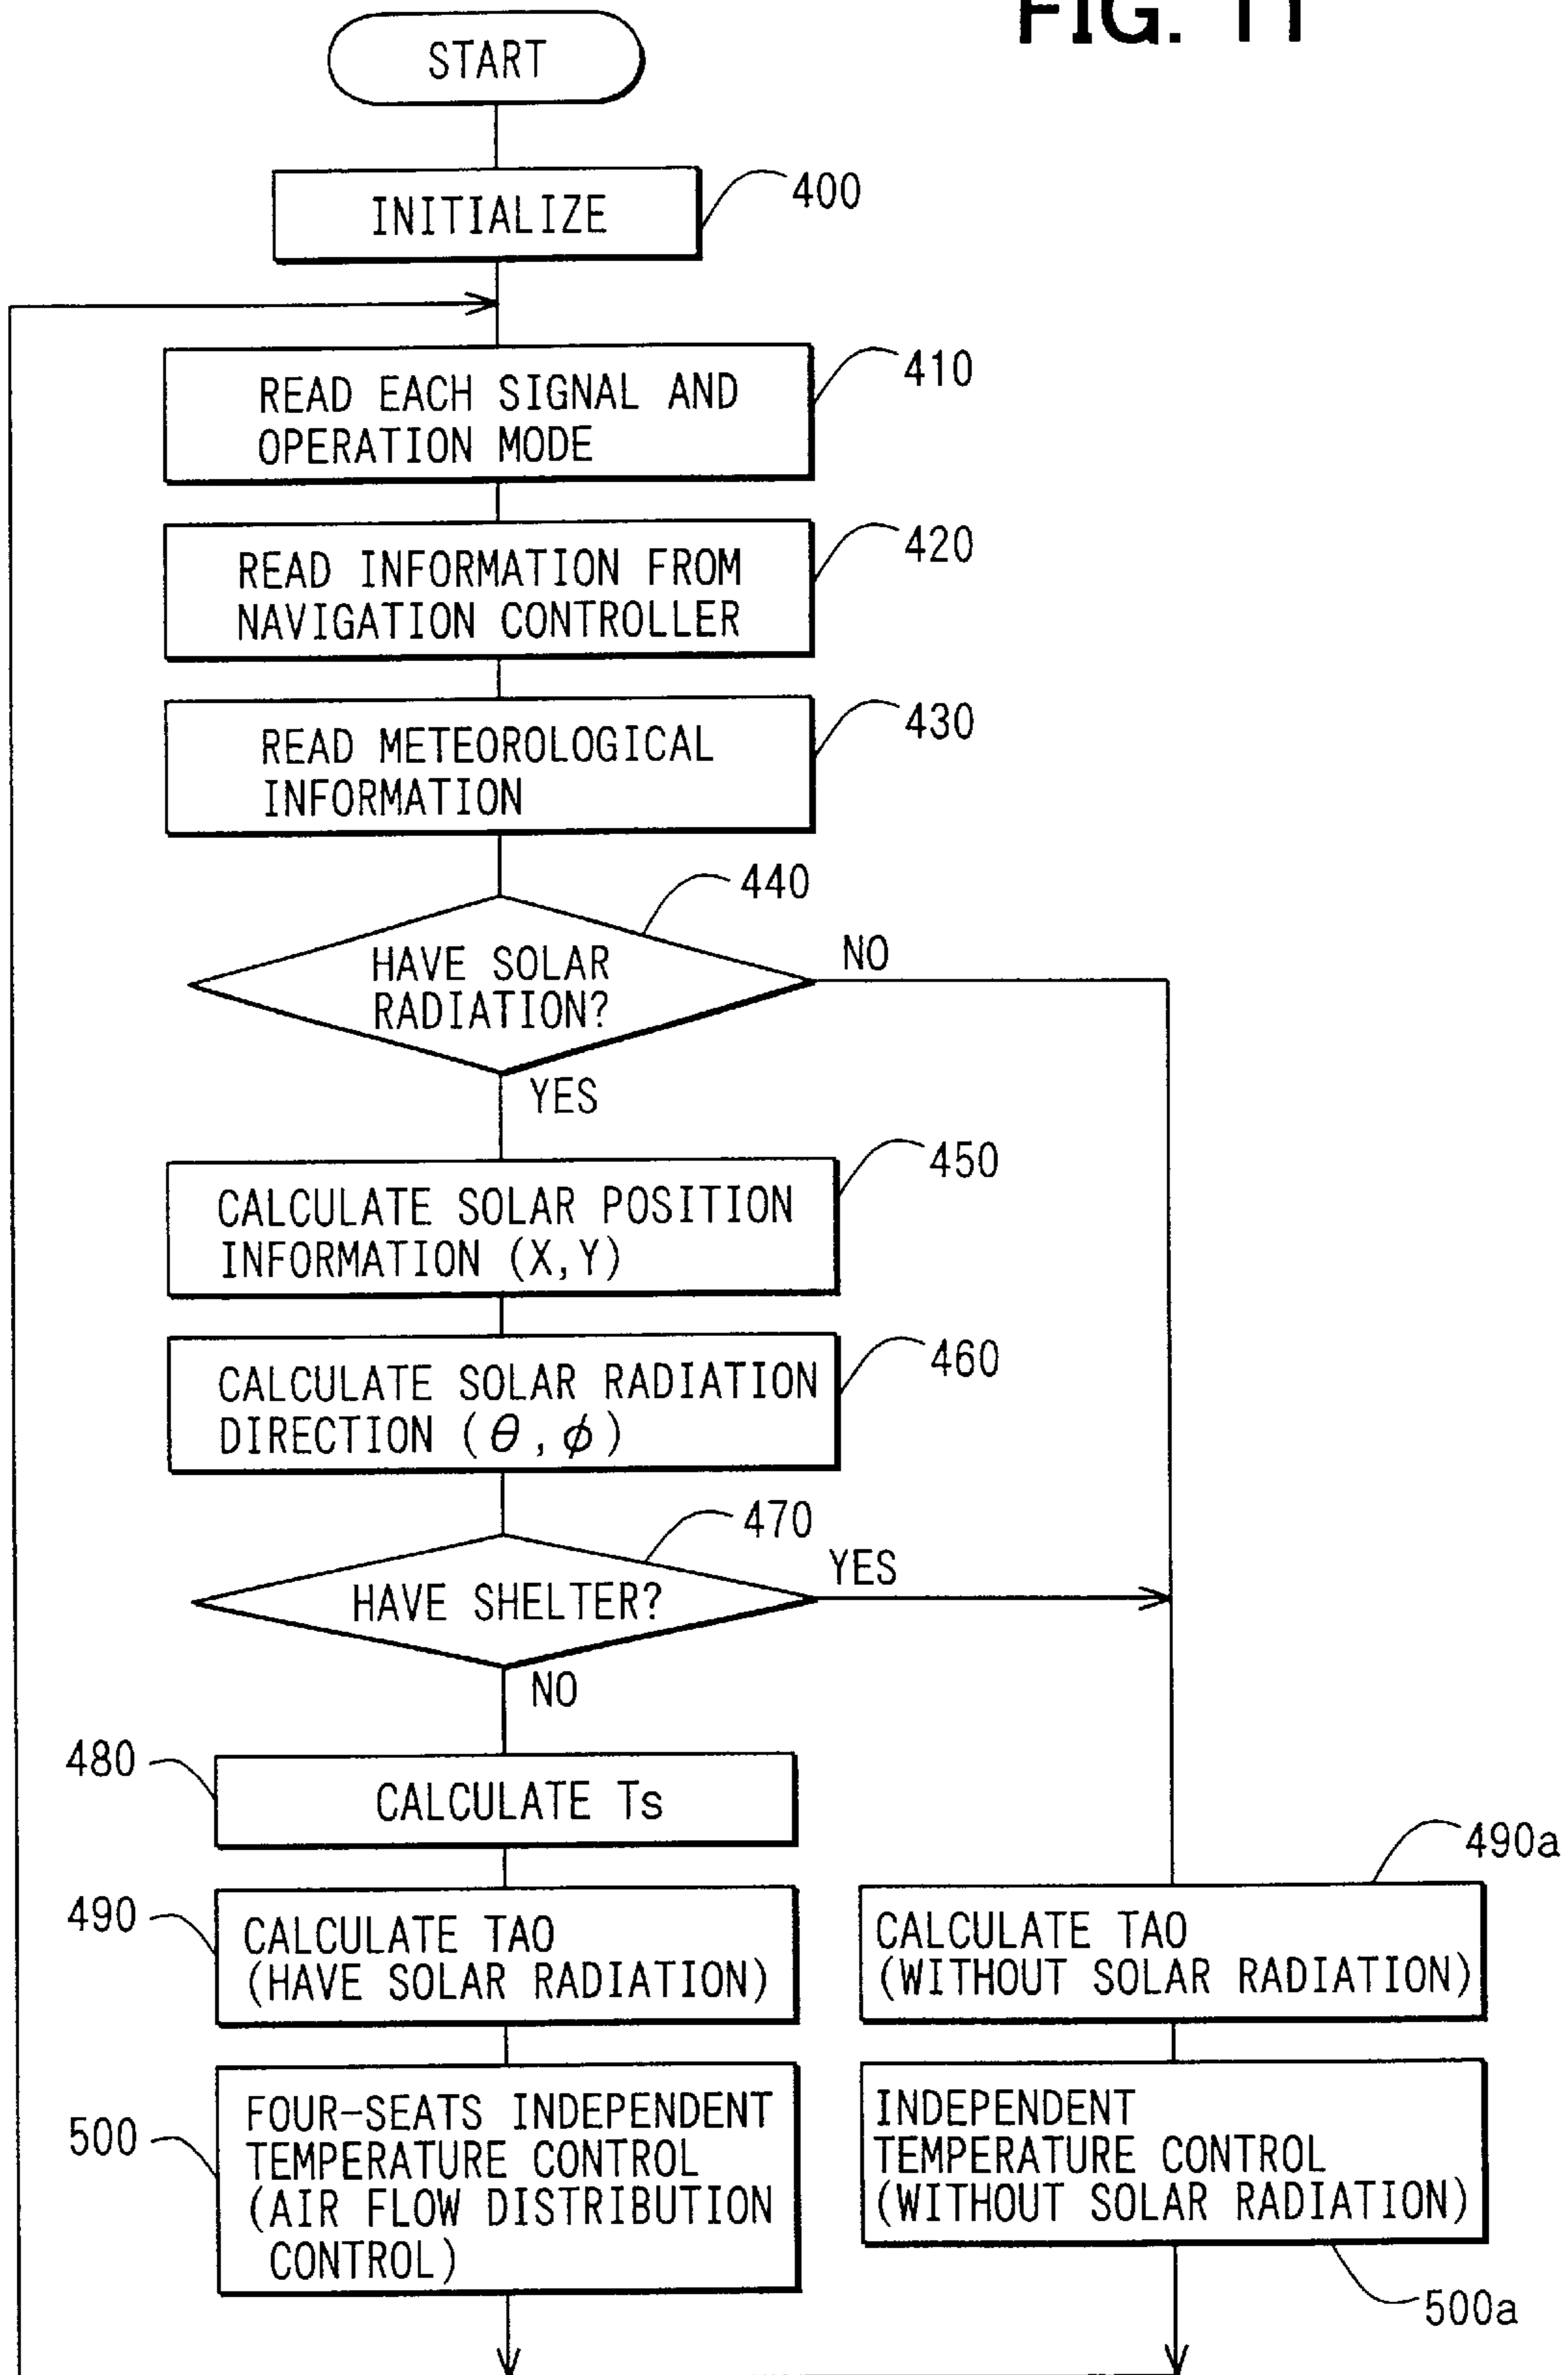 FIG. 11
START
INITIALIZE
400
READ EACH SIGNAL AND
OPERATION MODE
410
READ INFORMATION FROM
NAVIGATION CONTROLLER
420
READ METEOROLOGICAL
INFORMATION
430
440
HAVE SOLAR
RADIATION?
NO
YES
450
CALCULATE SOLAR POSITION
INFORMATION (X,Y)
460
CALCULATE SOLAR RADIATION
DIRECTION (θ, φ)
470
HAVE SHELTER?
YES
NO
480
CALCULATE Ts
490
CALCULATE TAO
(HAVE SOLAR RADIATION)
490a
CALCULATE TAO
(WITHOUT SOLAR RADIATION)
500
FOUR-SEATS INDEPENDENT
TEMPERATURE CONTROL
(AIR FLOW DISTRIBUTION
CONTROL)
INDEPENDENT
TEMPERATURE CONTROL
(WITHOUT SOLAR RADIATION)
500a